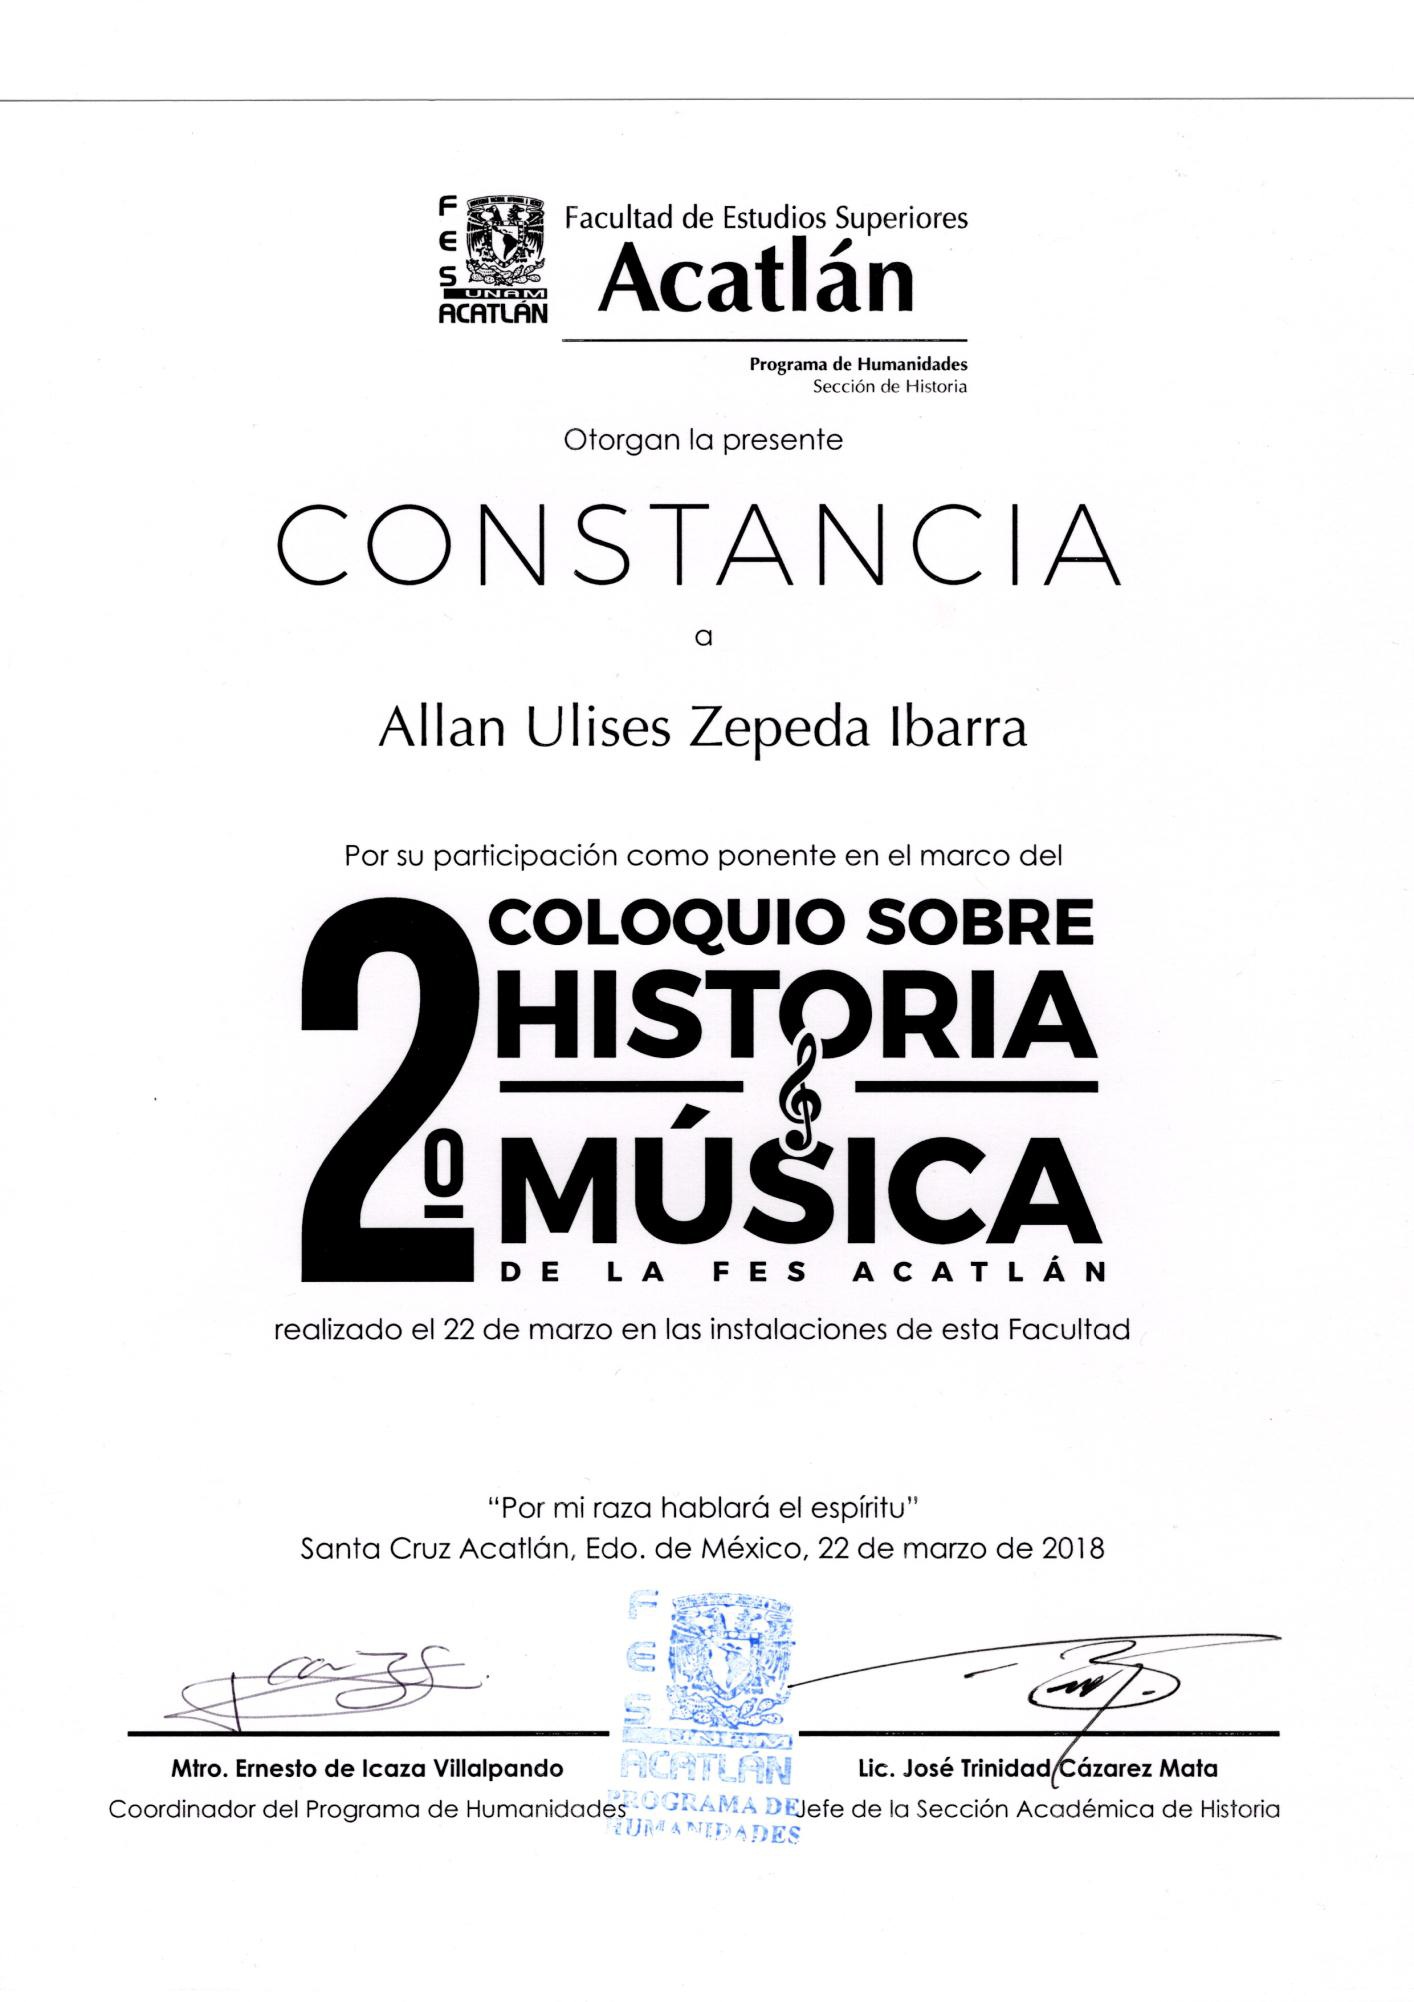 FES
UNAM
ACATLÁN
Facultad de Estudios Superiores
Acatlán
Programa de Humanidades
Sección de Historia
Otorgan la presente
CONSTANCIA
a
Allan Ulises Zepeda Ibarra
Por su participación como ponente en el marco del
2º COLOQUIO SOBRE
HISTORIA
MÚSICA
DE LA FES ACATLÁN
realizado el 22 de marzo en las instalaciones de esta Facultad
“Por mi raza hablará el espíritu”
Santa Cruz Acatlán, Edo. de México, 22 de marzo de 2018
FES
UNAM
ACATLÁN
PROGRAMA DE
HUMANIDADES
Mtro. Ernesto de Icaza Villalpando
Coordinador del Programa de Humanidades
Lic. José Trinidad Cázarez Mata
Jefe de la Sección Académica de Historia